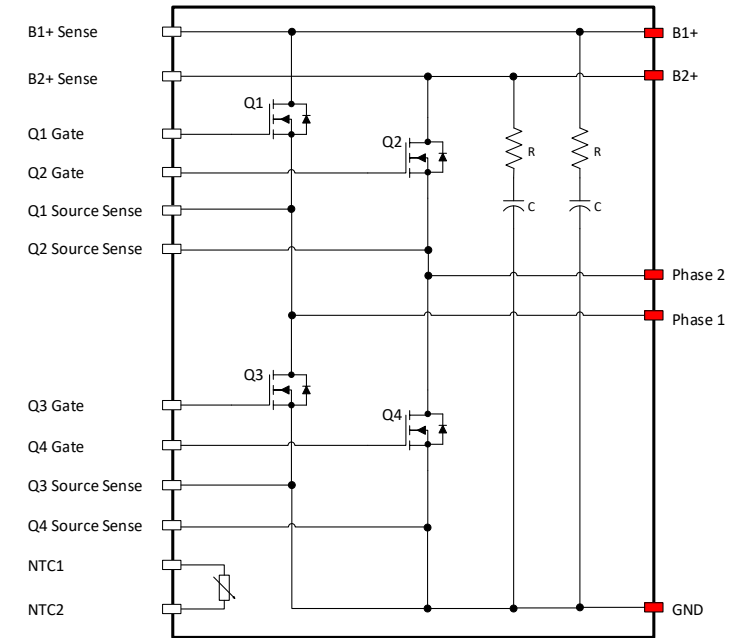 B1+ Sense
B1+
B2+ Sense
B2+
Q1
Q1 Gate
Q2
R
R
Q2 Gate
Q1 Source Sense
C
C
Q2 Source Sense
Phase 2
Phase 1
Q3
Q3 Gate
Q4
Q4 Gate
Q3 Source Sense
Q4 Source Sense
NTC1
NTC2
GND